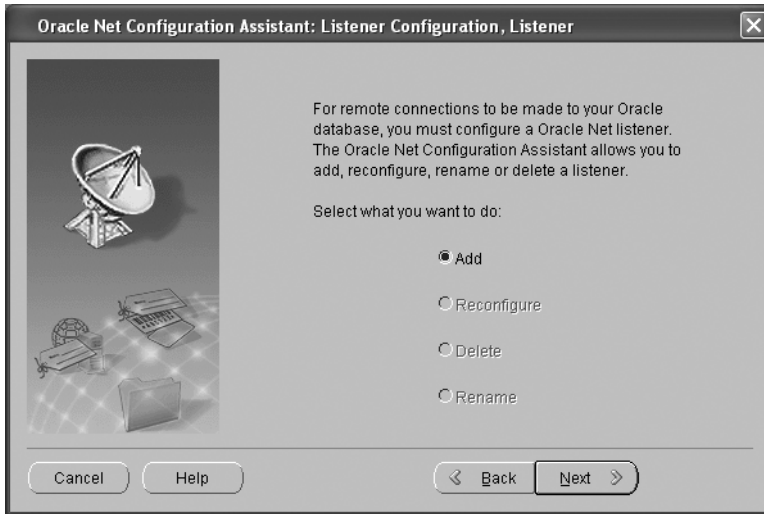 Oracle Net Configuration Assistant: Listener Configuration, Listener
For remote connections to be made to your Oracle
database, you must configure a Oracle Net listener.
The Oracle Net Configuration Assistant allows you to
add, reconfigure, rename or delete a listener.
Select what you want to do:
Add
Reconfigure
Delete
Rename
Cancel
Help
Back
Next